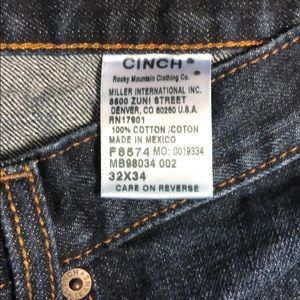 CINCH®
Rocky Mountain Clothing Co.
MILLER INTERNATIONAL INC.
8500 ZUNI STREET
DENVER, CO 80260 U.S.A.
RN17901
100% COTTON /COTON
MADE IN MEXICO
F8574 MO: 0019334
MB98034 002
32X34
CARE ON REVERSE